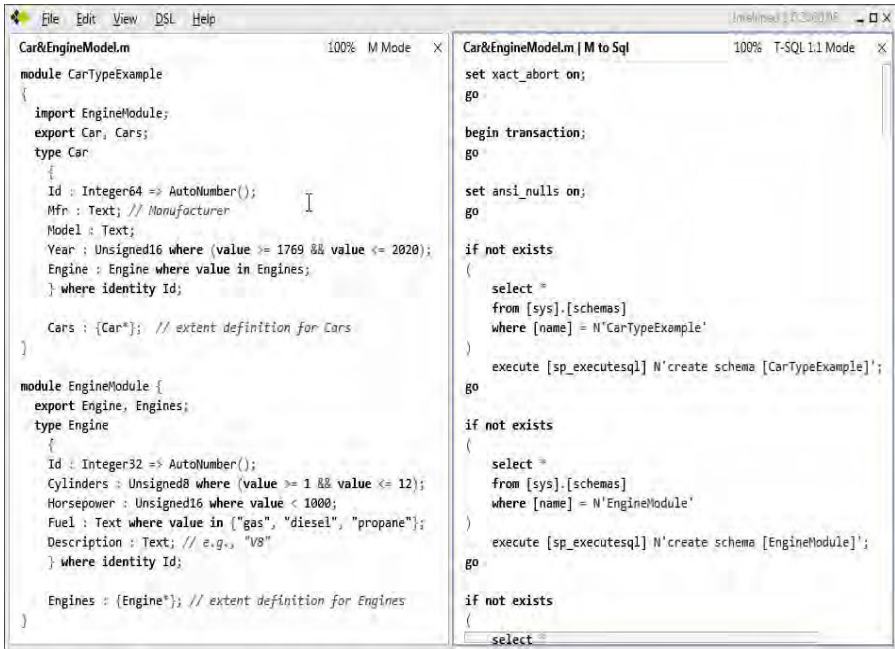 File Edit View DSL Help
Car&EngineModel.m 100% M Mode X
module CarTypeExample
{
import EngineModule;
export Car, Cars;
type Car
{
Id : Integer64 => AutoNumber();
Mfr : Text; // Manufacturer
Model : Text;
Year : Unsigned16 where (value >= 1769 && value <= 2020);
Engine : Engine where value in Engines;
} where identity Id;
Cars : {Car*}; // extent definition for Cars
}
module EngineModule {
export Engine, Engines;
type Engine
{
Id : Integer32 => AutoNumber();
Cylinders : Unsigned8 where (value >= 1 && value <= 12);
Horsepower : Unsigned16 where value < 1000;
Fuel : Text where value in {"gas", "diesel", "propane"};
Description : Text; // e.g., "V8"
} where identity Id;
Engines : {Engine*}; // extent definition for Engines
}
Car&EngineModel.m | M to Sql 100% T-SQL 1:1 Mode X
set xact_abort on;
go
begin transaction;
go
set ansi_nulls on;
go
if not exists
(
select *
from [sys].[schemas]
where [name] = N'CarTypeExample'
)
execute [sp_executesql] N'create schema [CarTypeExample]';
go
if not exists
(
select *
from [sys].[schemas]
where [name] = N'EngineModule'
)
execute [sp_executesql] N'create schema [EngineModule]';
go
if not exists
(
select *